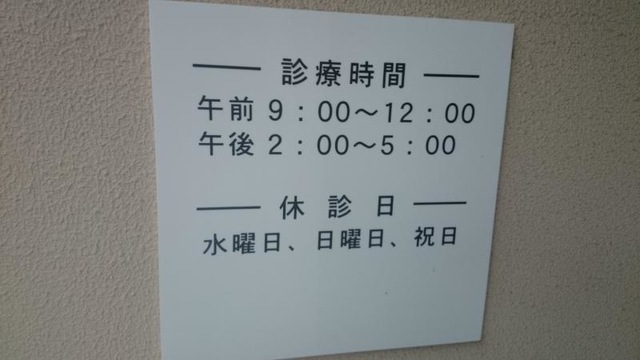 診療時間
午前 9：00～12：00
午後 2：00～5：00
休診日
水曜日、日曜日、祝日